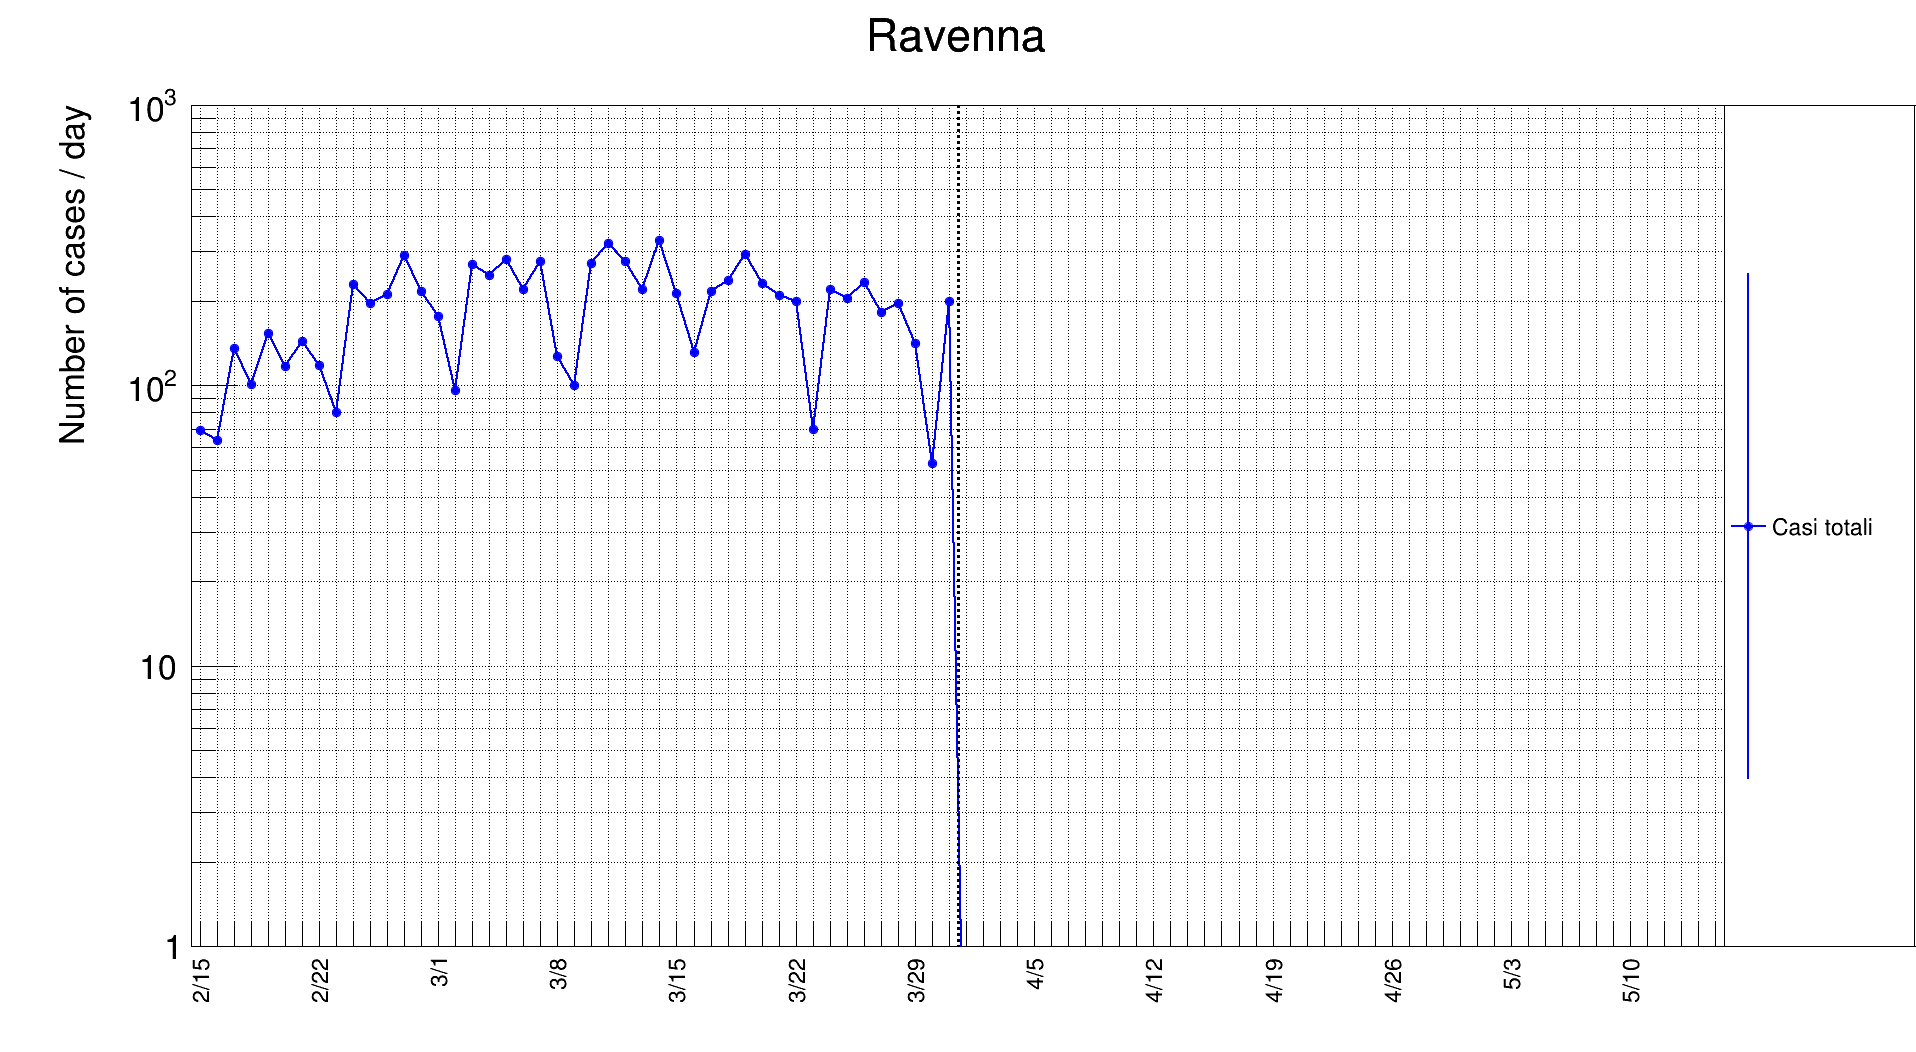 Ravenna
Number of cases / day
10³
10²
10
1
2/15 2/22 3/1 3/8 3/15 3/22 3/29 4/5 4/12 4/19 4/26 5/3 5/10
Casi totali